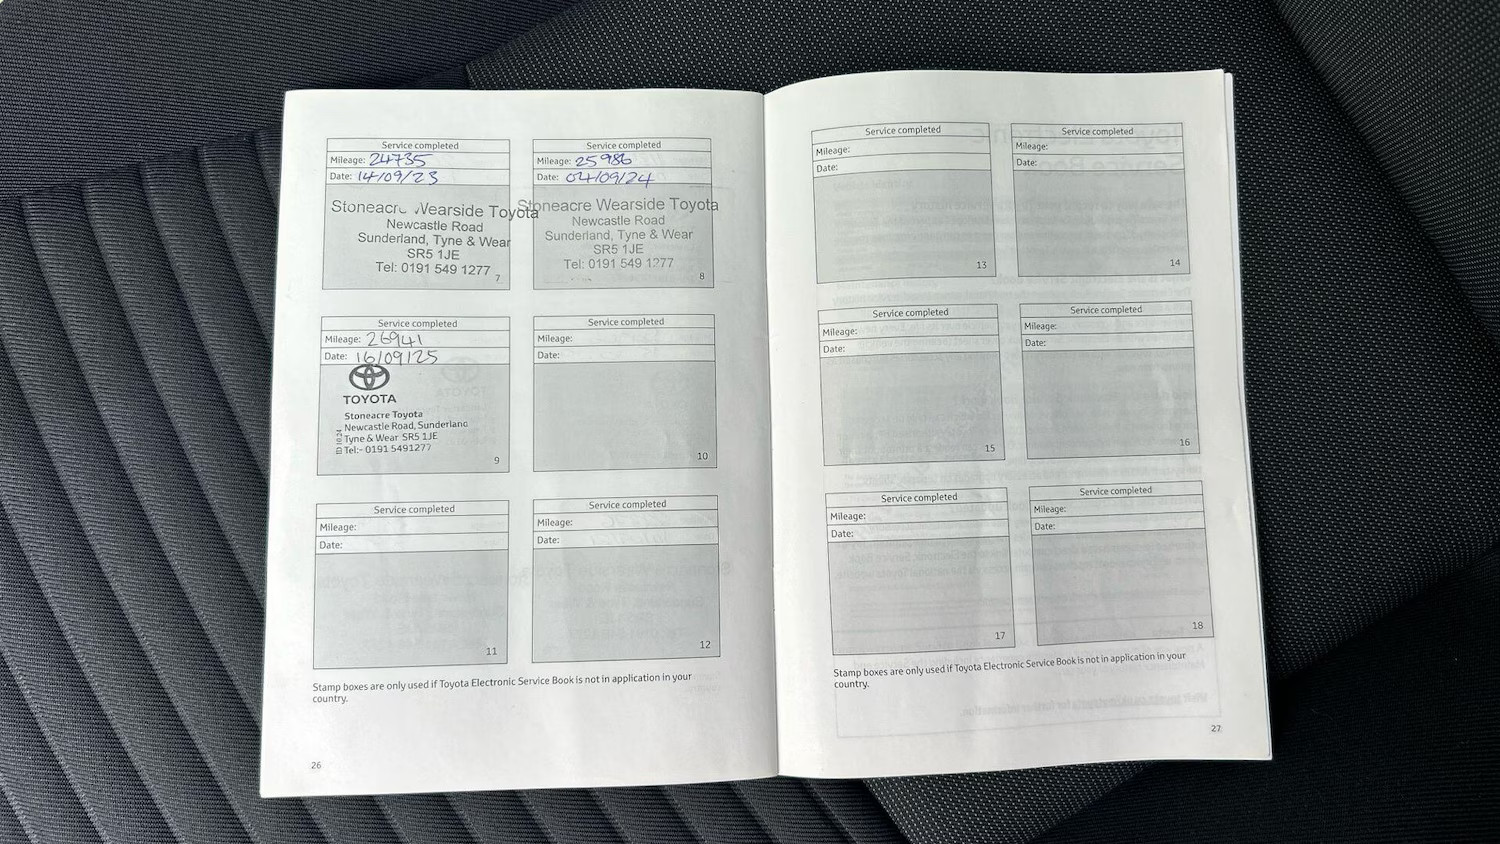 Service completed
Mileage: 24735
Date: 14/09/23
Stoneacre Wearside Toyota
Newcastle Road
Sunderland, Tyne & Wear
SR5 1JE
Tel: 0191 549 1277
7
Service completed
Mileage: 25986
Date: 04/09/24
Stoneacre Wearside Toyota
Newcastle Road
Sunderland, Tyne & Wear
SR5 1JE
Tel: 0191 549 1277
8
Service completed
Mileage: 26941
Date: 16/09/25
TOYOTA
Stoneacre Toyota
Newcastle Road, Sunderland
Tyne & Wear SR5 1JE
Tel:- 0191 5491277
9
Service completed
Mileage:
Date:
10
Service completed
Mileage:
Date:
11
Service completed
Mileage:
Date:
12
Stamp boxes are only used if Toyota Electronic Service Book is not in application in your
country.
26
Service completed
Mileage:
Date:
13
Service completed
Mileage:
Date:
14
Service completed
Mileage:
Date:
15
Service completed
Mileage:
Date:
16
Service completed
Mileage:
Date:
17
Service completed
Mileage:
Date:
18
Stamp boxes are only used if Toyota Electronic Service Book is not in application in your
country.
27